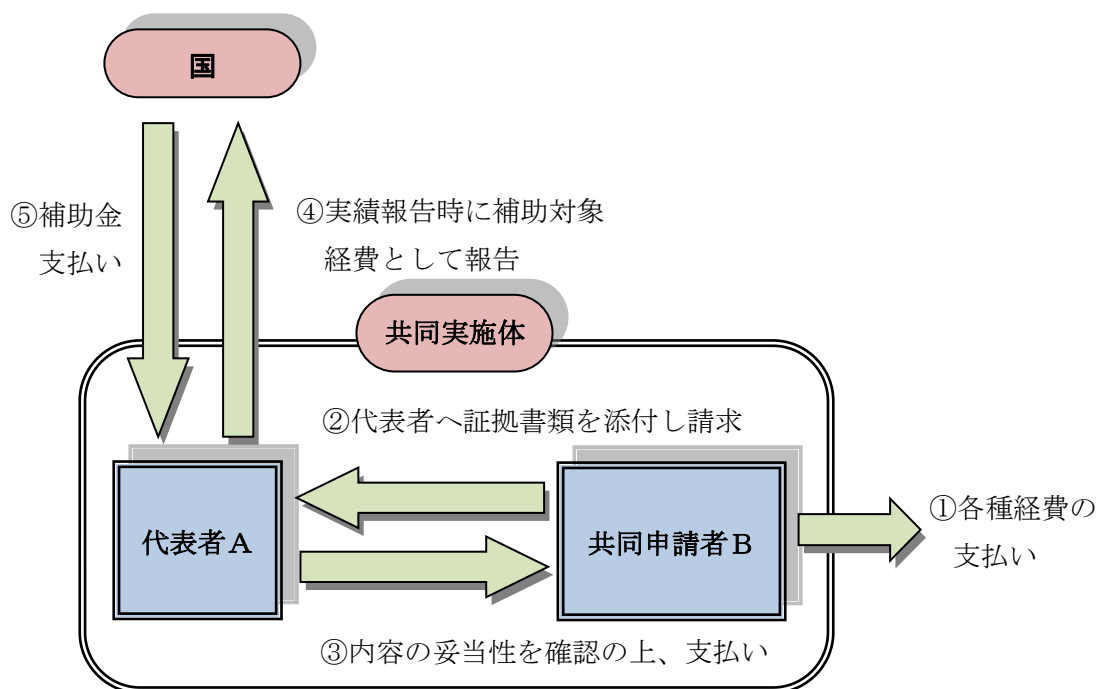 国
⑤補助金
支払い
④実績報告時に補助対象
経費として報告
共同実施体
②代表者へ証拠書類を添付し請求
代表者A
共同申請者B
①各種経費の
支払い
③内容の妥当性を確認の上、支払い